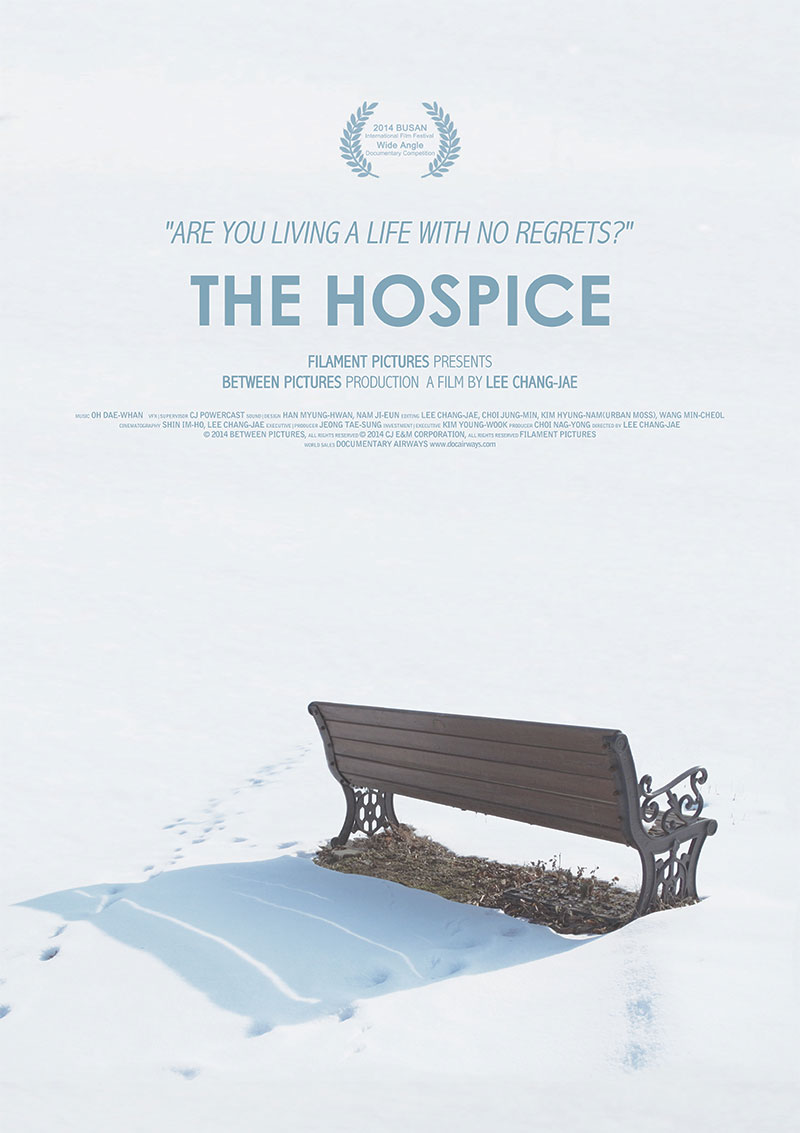 2014 BUSAN
International Film Festival
Wide Angle
Documentary Competition
"ARE YOU LIVING A LIFE WITH NO REGRETS?"
THE HOSPICE
FILAMENT PICTURES PRESENTS
BETWEEN PICTURES PRODUCTION A FILM BY LEE CHANG-JAE
MUSIC OH DAE-WHAN VFX | SUPERVISOR CJ POWERCAST SOUND | DESIGN HAN MYUNG-HWAN, NAM JI-EUN EDITING LEE CHANG-JAE, CHOI JUNG-MIN, KIM HYUNG-NAM(URBAN MOSS), WANG MIN-CHEOL
CINEMATOGRAPHY SHIN IM-HO, LEE CHANG-JAE EXECUTIVE | PRODUCER JEONG TAE-SUNG INVESTMENT | EXECUTIVE KIM YOUNG-WOOK PRODUCER CHOI NAG-YONG DIRECTED BY LEE CHANG-JAE
© 2014 BETWEEN PICTURES, ALL RIGHTS RESERVED © 2014 CJ E&M CORPORATION, ALL RIGHTS RESERVED FILAMENT PICTURES
WORLD SALES DOCUMENTARY AIRWAYS www.docairways.com